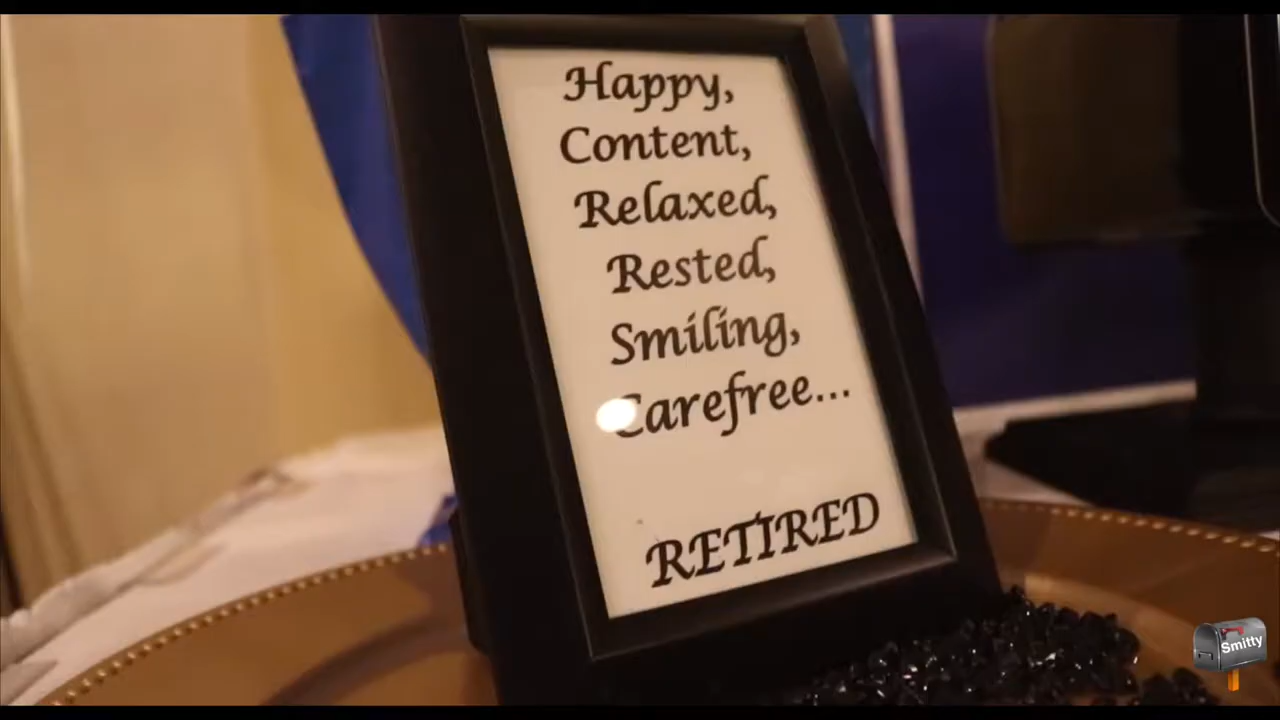 Happy,
Content,
Relaxed,
Rested,
Smiling,
Carefree...
RETIRED
Smitty